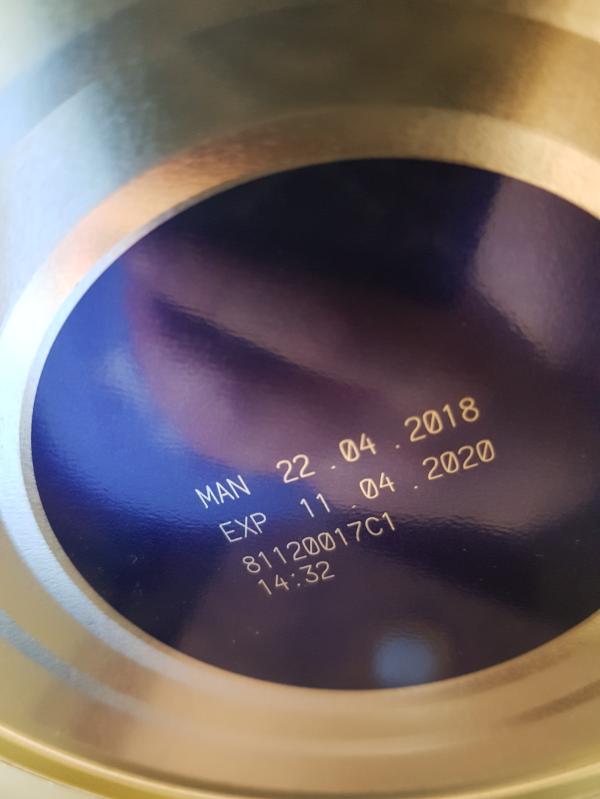 MAN 22 .04 .2018
EXP 11 .04 .2020
81120017C1
14:32